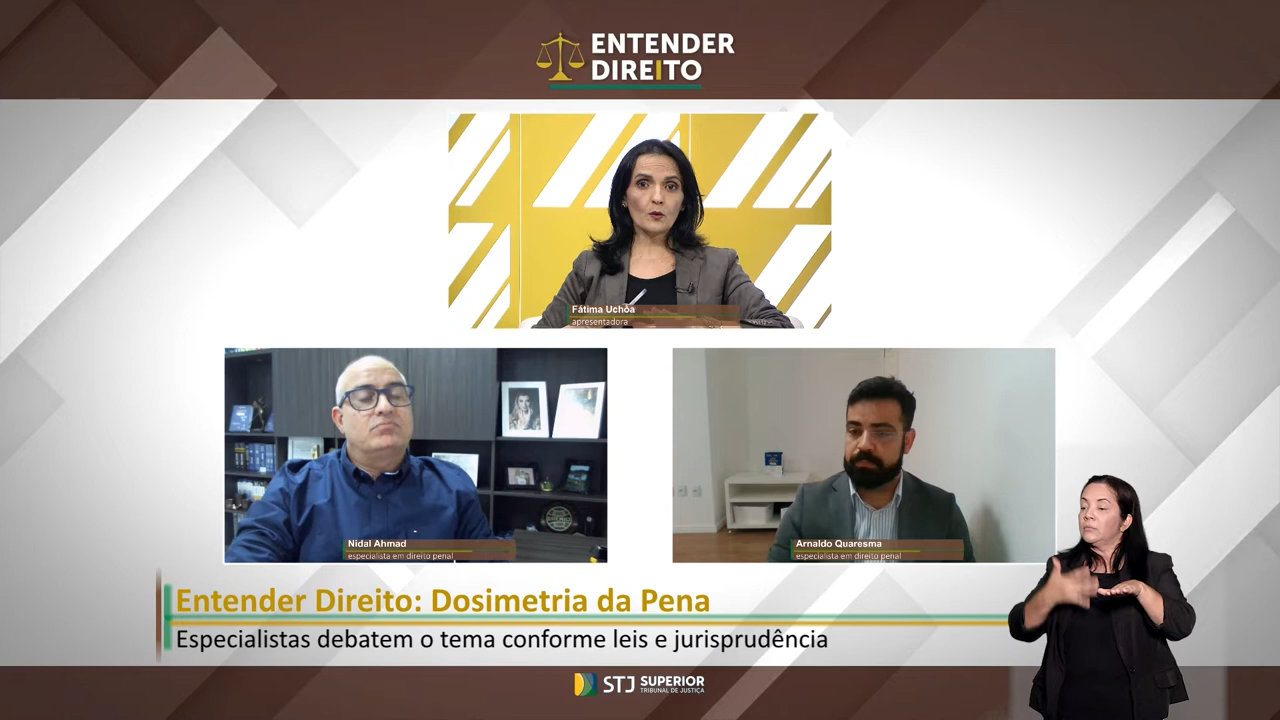 ENTENDER
DIREITO
Fátima Uchôa
apresentadora
Nidal Ahmad
especialista em direito penal
Arnaldo Quaresma
especialista em direito penal
Entender Direito: Dosimetria da Pena
Especialistas debatem o tema conforme leis e jurisprudência
STJ SUPERIOR
TRIBUNAL DE JUSTIÇA